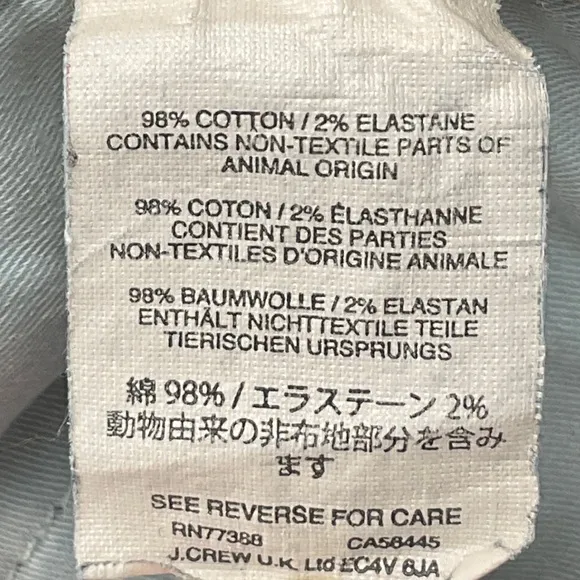 98% COTTON / 2% ELASTANE
CONTAINS NON-TEXTILE PARTS OF
ANIMAL ORIGIN
98% COTON / 2% ÉLASTHANNE
CONTIENT DES PARTIES
NON-TEXTILES D'ORIGINE ANIMALE
98% BAUMWOLLE / 2% ELASTAN
ENTHÄLT NICHTTEXTILE TEILE
TIERISCHEN URSPRUNGS
綿 98% / エラステーン 2%
動物由来の非布地部分を含み
ます
SEE REVERSE FOR CARE
RN77388 CA56445
J.CREW U.K. Ltd EC4V 6JA